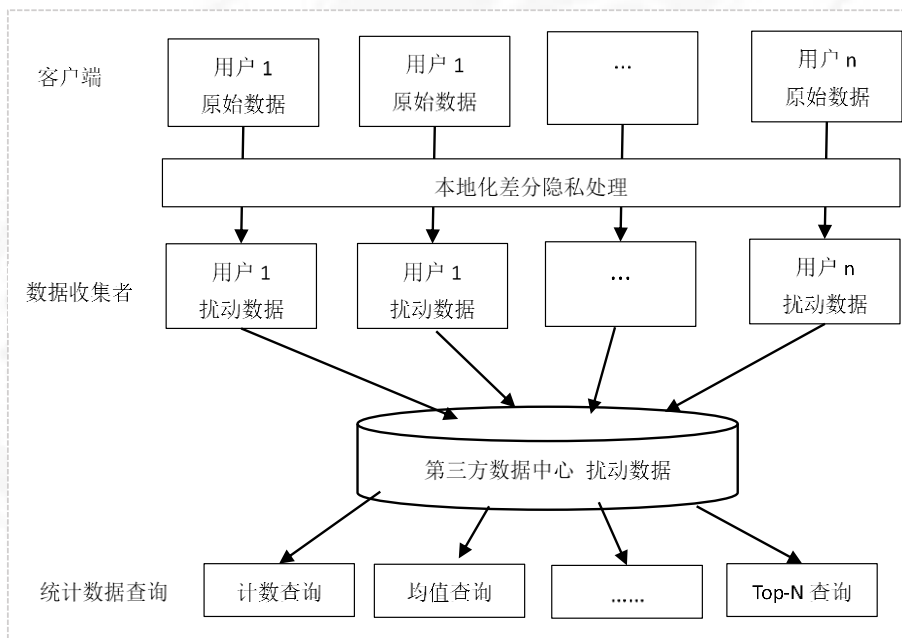 客户端
用户 1
原始数据
用户 1
原始数据
...
用户 n
原始数据
本地化差分隐私处理
数据收集者
用户 1
扰动数据
用户 1
扰动数据
...
用户 n
扰动数据
第三方数据中心 扰动数据
统计数据查询
计数查询
均值查询
......
Top-N 查询